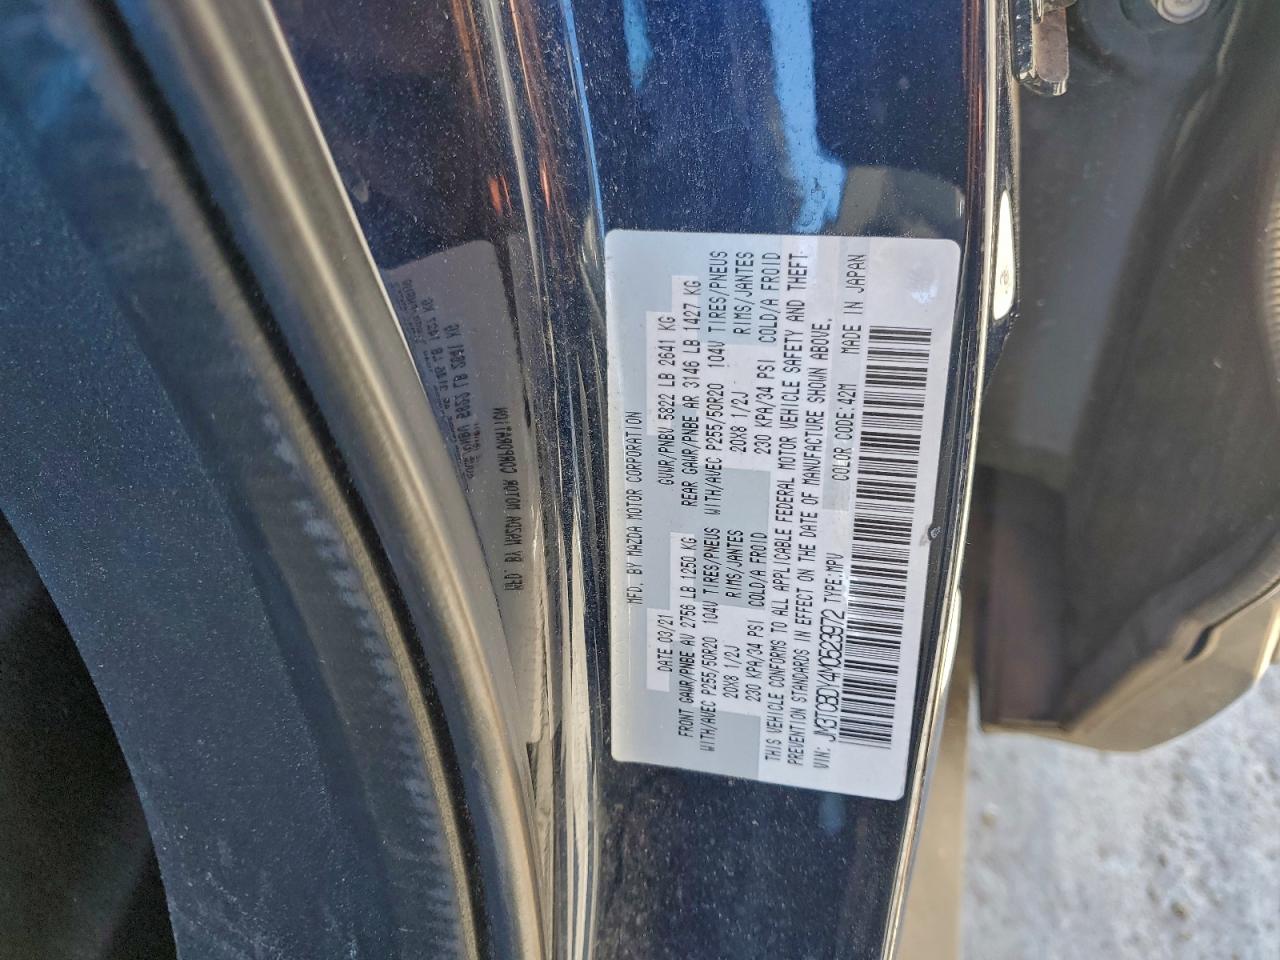 MFD. BY MAZDA MOTOR CORPORATION
DATE 03/21 GVWR/PNBV 5822 LB 2641 KG
FRONT GAWR/PNBE AV 2756 LB 1250 KG REAR GAWR/PNBE AR 3146 LB 1427 KG
WITH/AVEC P255/50R20 104V TIRES/PNEUS WITH/AVEC P255/50R20 104V TIRES/PNEUS
20X8 1/2J RIMS/JANTES 20X8 1/2J RIMS/JANTES
230 KPA/34 PSI COLD/A FROID 230 KPA/34 PSI COLD/A FROID
THIS VEHICLE CONFORMS TO ALL APPLICABLE FEDERAL MOTOR VEHICLE SAFETY AND THEFT
PREVENTION STANDARDS IN EFFECT ON THE DATE OF MANUFACTURE SHOWN ABOVE.
VIN: JM3TCBDY4M0523972 TYPE:MPV COLOR CODE:42M MADE IN JAPAN